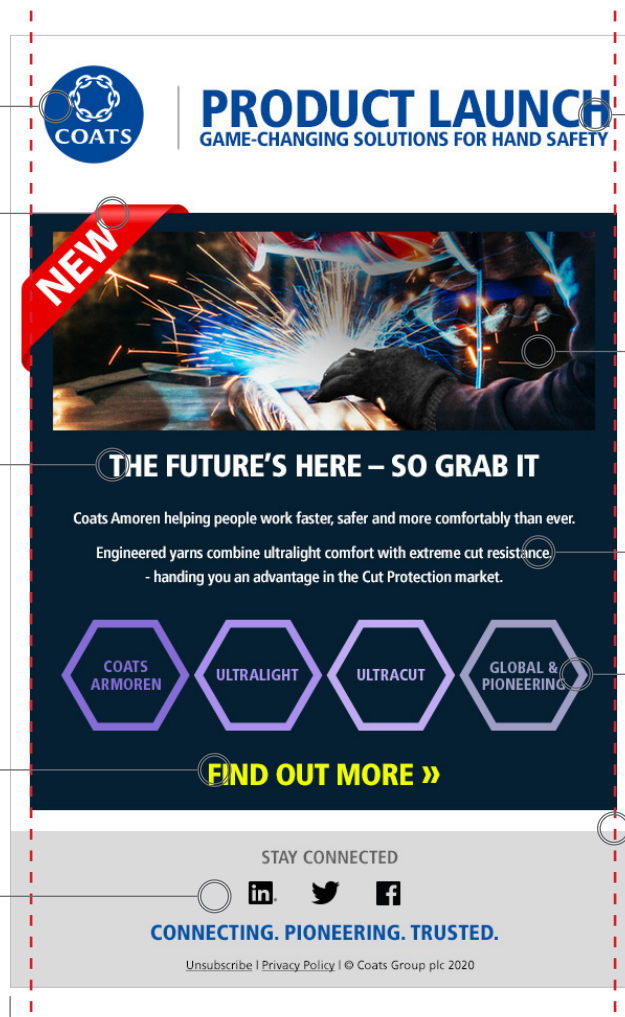 COATS
PRODUCT LAUNCH
GAME-CHANGING SOLUTIONS FOR HAND SAFETY
NEW
THE FUTURE’S HERE – SO GRAB IT
Coats Amoren helping people work faster, safer and more comfortably than ever.
Engineered yarns combine ultralight comfort with extreme cut resistance.
- handing you an advantage in the Cut Protection market.
COATS
ARMOREN
ULTRALIGHT
ULTRACUT
GLOBAL &
PIONEERING
FIND OUT MORE »
STAY CONNECTED
in.
f
CONNECTING. PIONEERING. TRUSTED.
Unsubscribe | Privacy Policy | © Coats Group plc 2020